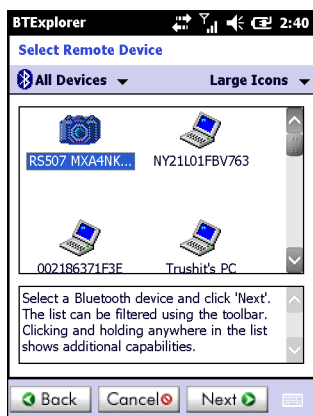 BTExplorer 2:40
Select Remote Device
All Devices Large Icons
RS507 MXA4NK... NY21L01FBV763
002186371F3E Trushit's PC
Select a Bluetooth device and click 'Next'.
The list can be filtered using the toolbar.
Clicking and holding anywhere in the list
shows additional capabilities.
Back Cancel Next